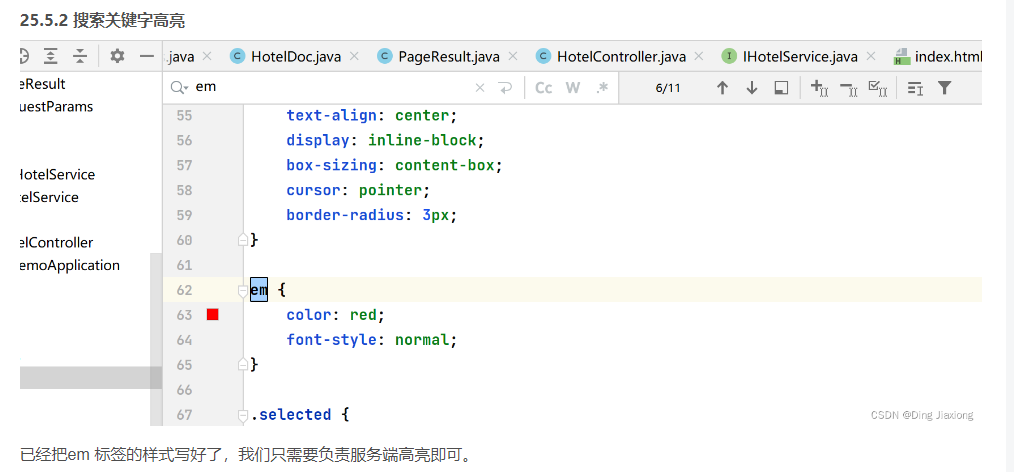 25.5.2 搜索关键字高亮
.java HotelDoc.java PageResult.java HotelController.java IHotelService.java index.html
eResult
uestParams
HotelService
telService
elController
emoApplication
em Cc W .* 6/11
55 text-align: center;
56 display: inline-block;
57 box-sizing: content-box;
58 cursor: pointer;
59 border-radius: 3px;
60 }
61
62 em {
63 color: red;
64 font-style: normal;
65 }
66
67 .selected {
CSDN @Ding Jiaxiong
已经把em 标签的样式写好了，我们只需要负责服务端高亮即可。